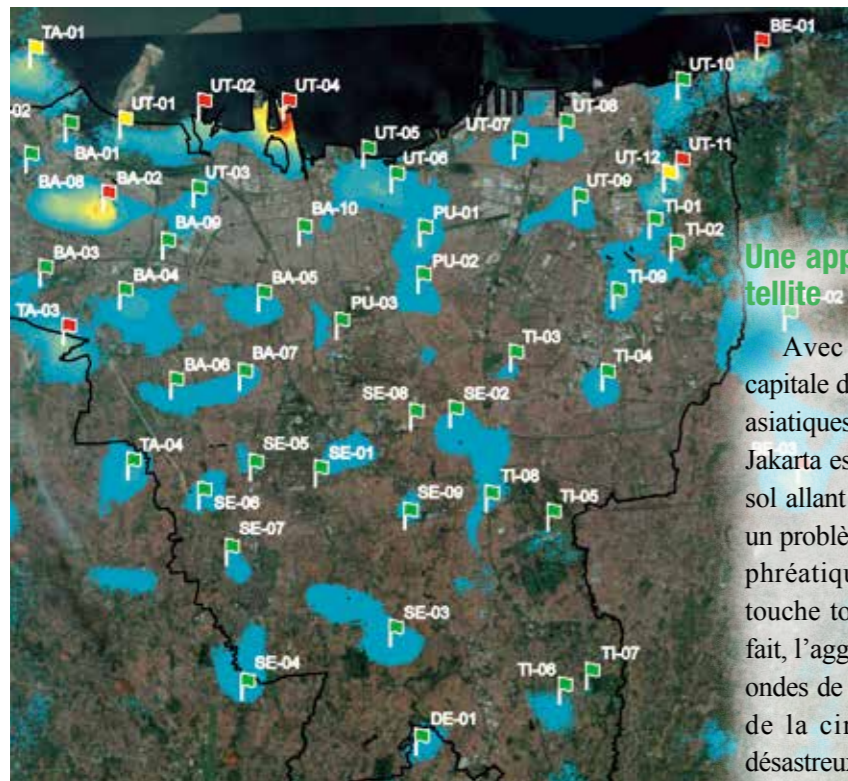 TA-01
BE-01
UT-02
UT-04
UT-10
-02
UT-01
UT-08
UT-07
UT-05
BA-01
UT-06
UT-12
UT-11
BA-08
BA-02
UT-03
UT-09
BA-09
BA-10
PU-01
TI-01
TI-02
BA-03
PU-02
BA-04
BA-05
TI-09
TA-03
PU-03
Une app
tellite
-02
TI-03
Avec
BA-06
BA-07
TI-04
capitale d
SE-08
SE-02
asiatiques
TA-04
SE-05
SE-01
Jakarta es
BE-03
SE-06
SE-09
TI-08
TI-05
sol allant
un problè
SE-07
phréatiqu
touche to
SE-03
fait, l'agg
SE-04
TI-06
TI-07
ondes de
de la cir
DE-01
désastreu